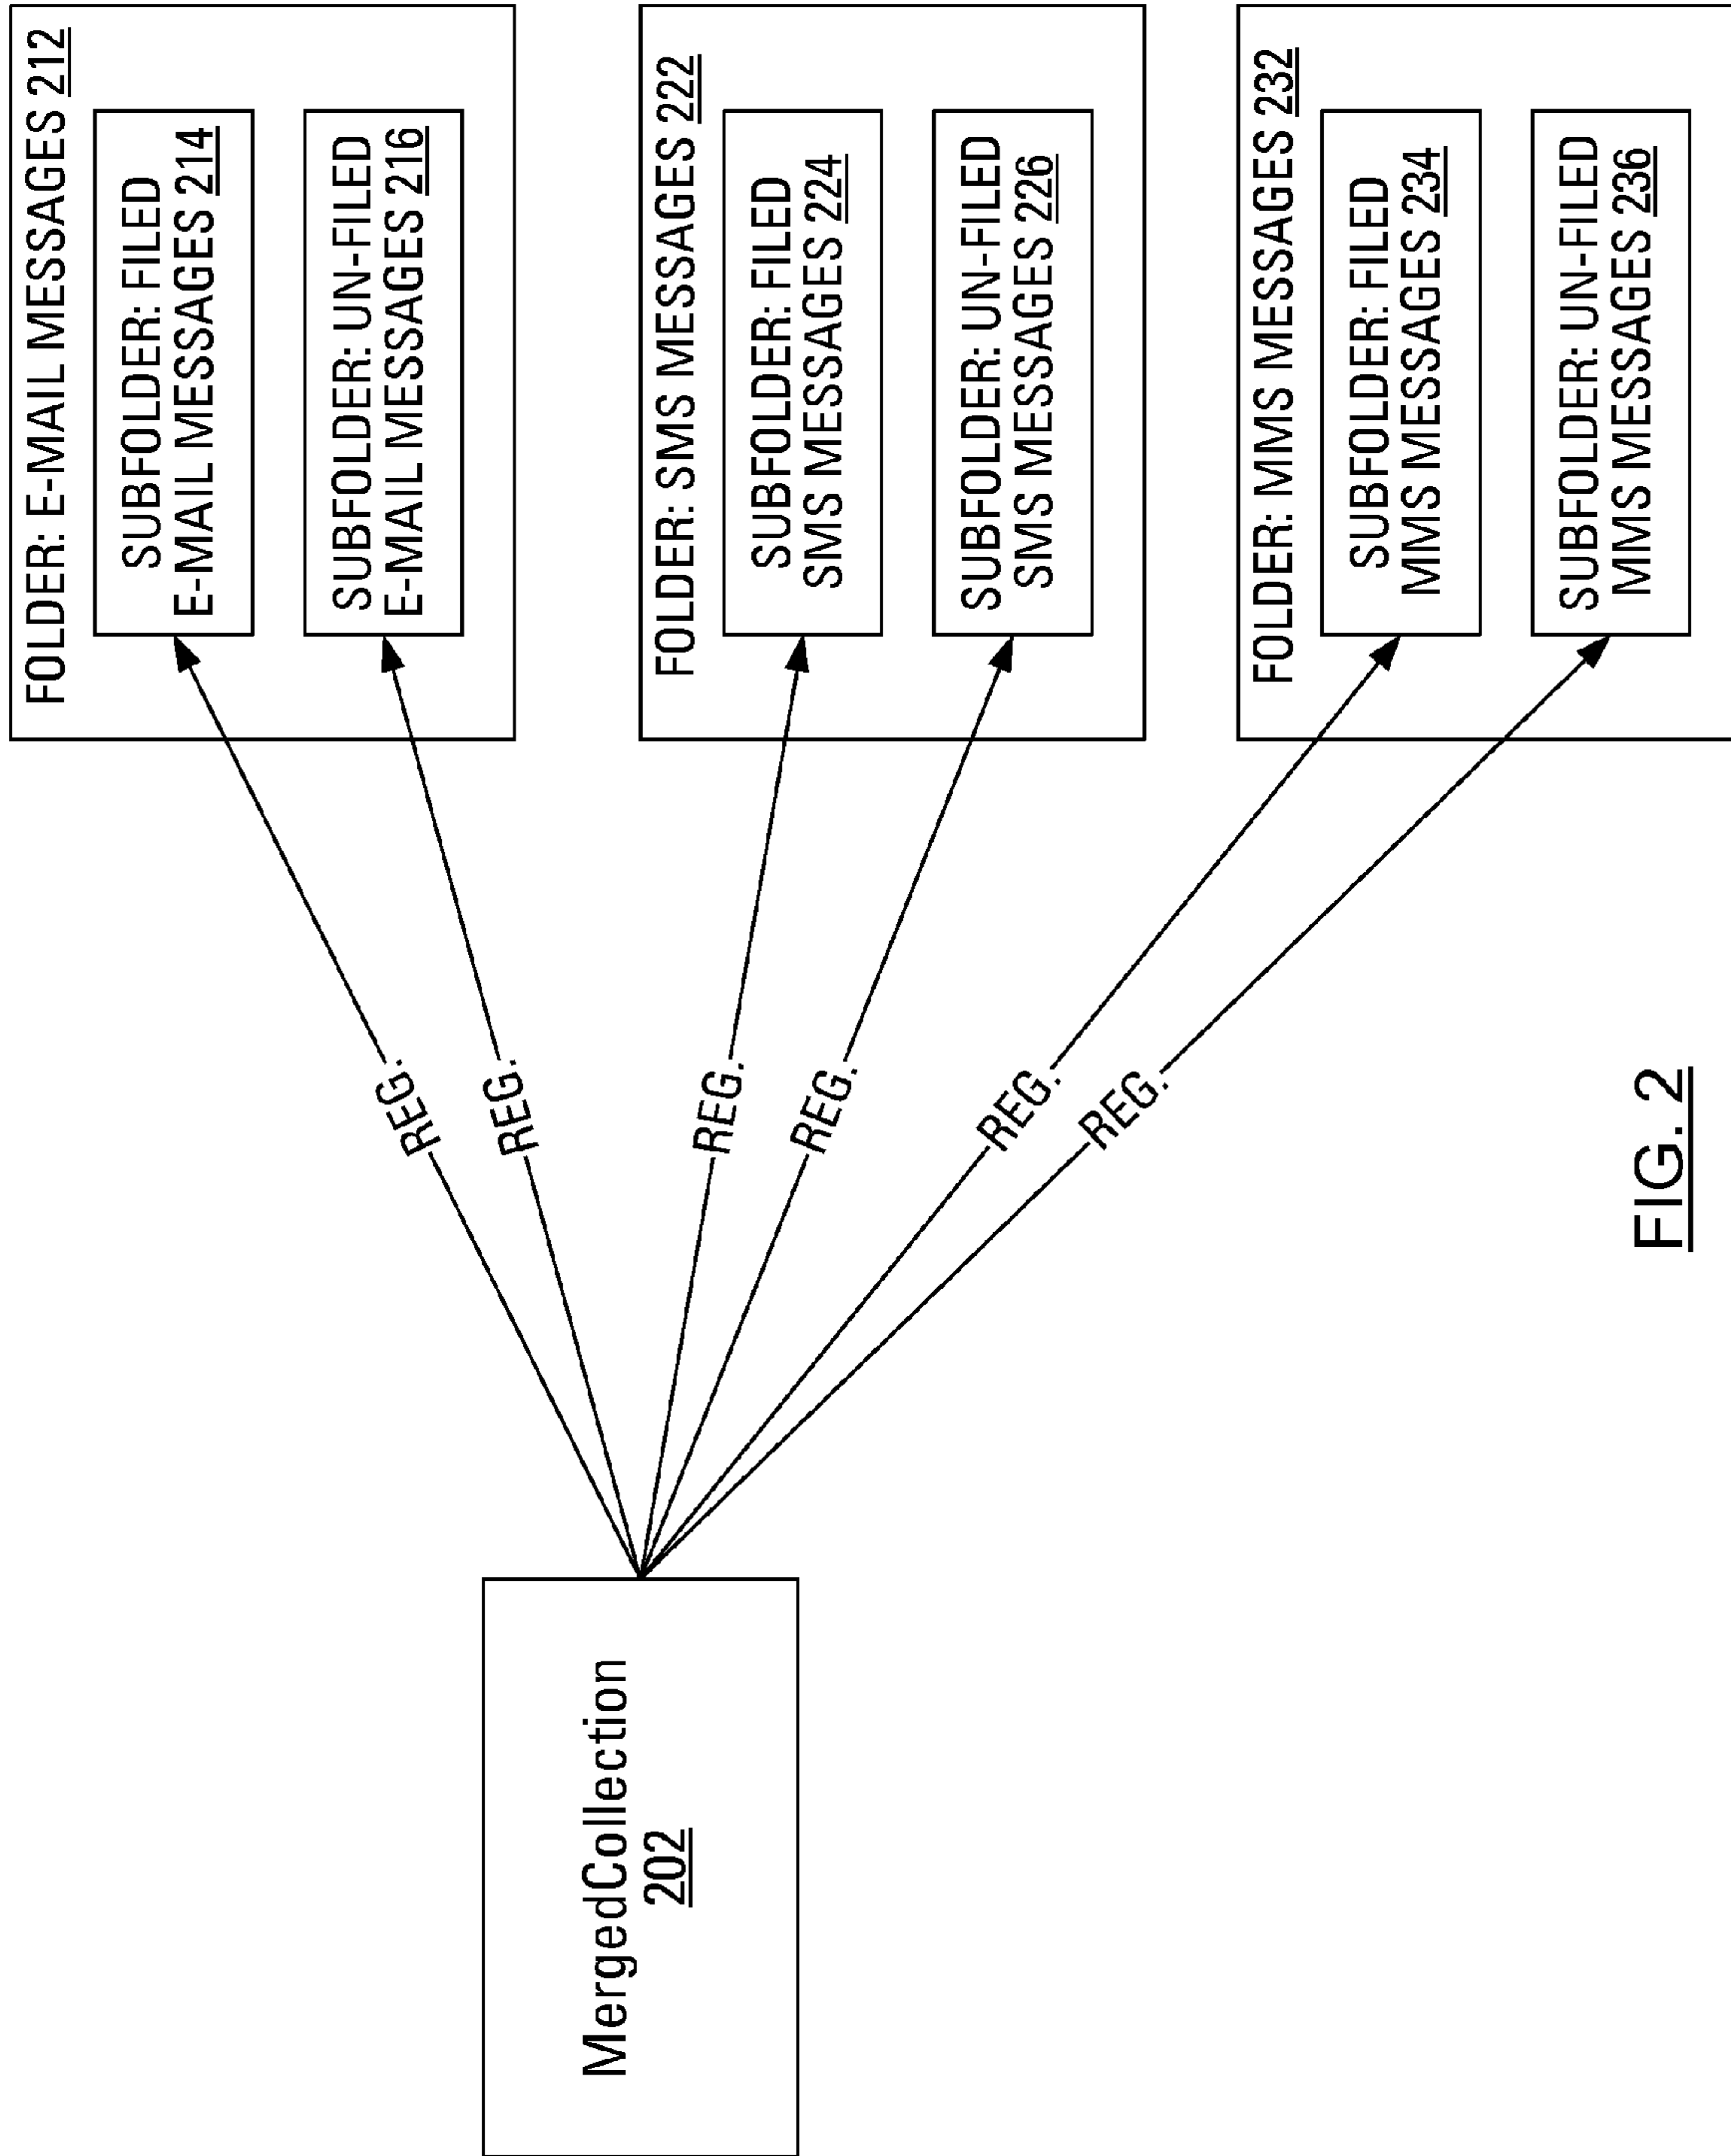 MergedCollection
202
REG.
REG.
REG.
REG.
REG.
REG.
FOLDER: E-MAIL MESSAGES 212
SUBFOLDER: FILED
E-MAIL MESSAGES 214
SUBFOLDER: UN-FILED
E-MAIL MESSAGES 216
FOLDER: SMS MESSAGES 222
SUBFOLDER: FILED
SMS MESSAGES 224
SUBFOLDER: UN-FILED
SMS MESSAGES 226
FOLDER: MMS MESSAGES 232
SUBFOLDER: FILED
MMS MESSAGES 234
SUBFOLDER: UN-FILED
MMS MESSAGES 236
FIG. 2